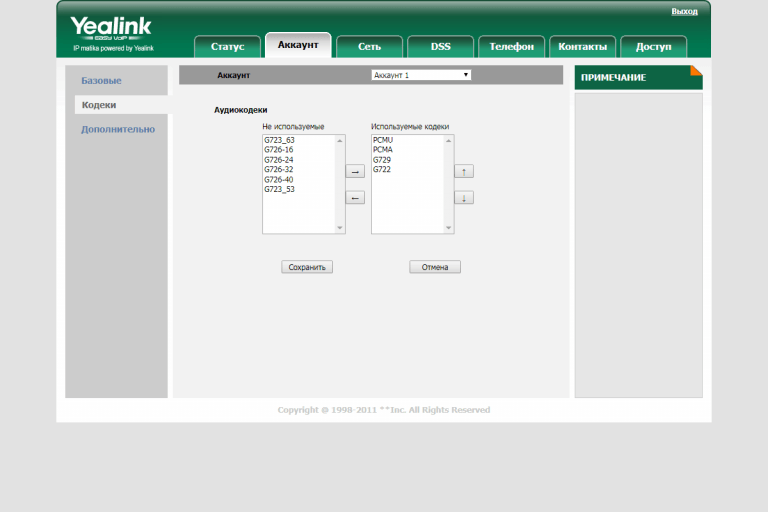 Выход
Yealink
EASY VOIP
IP matika powered by Yealink
Статус
Аккаунт
Сеть
DSS
Телефон
Контакты
Доступ
Базовые
Кодеки
Дополнительно
Аккаунт
Аккаунт 1
ПРИМЕЧАНИЕ
Аудиокодеки
Не используемые
Используемые кодеки
G723_63
G726-16
G726-24
G726-32
G726-40
G723_53
→
←
PCMU
PCMA
G729
G722
↑
↓
Сохранить
Отмена
Copyright @ 1998-2011 **Inc. All Rights Reserved